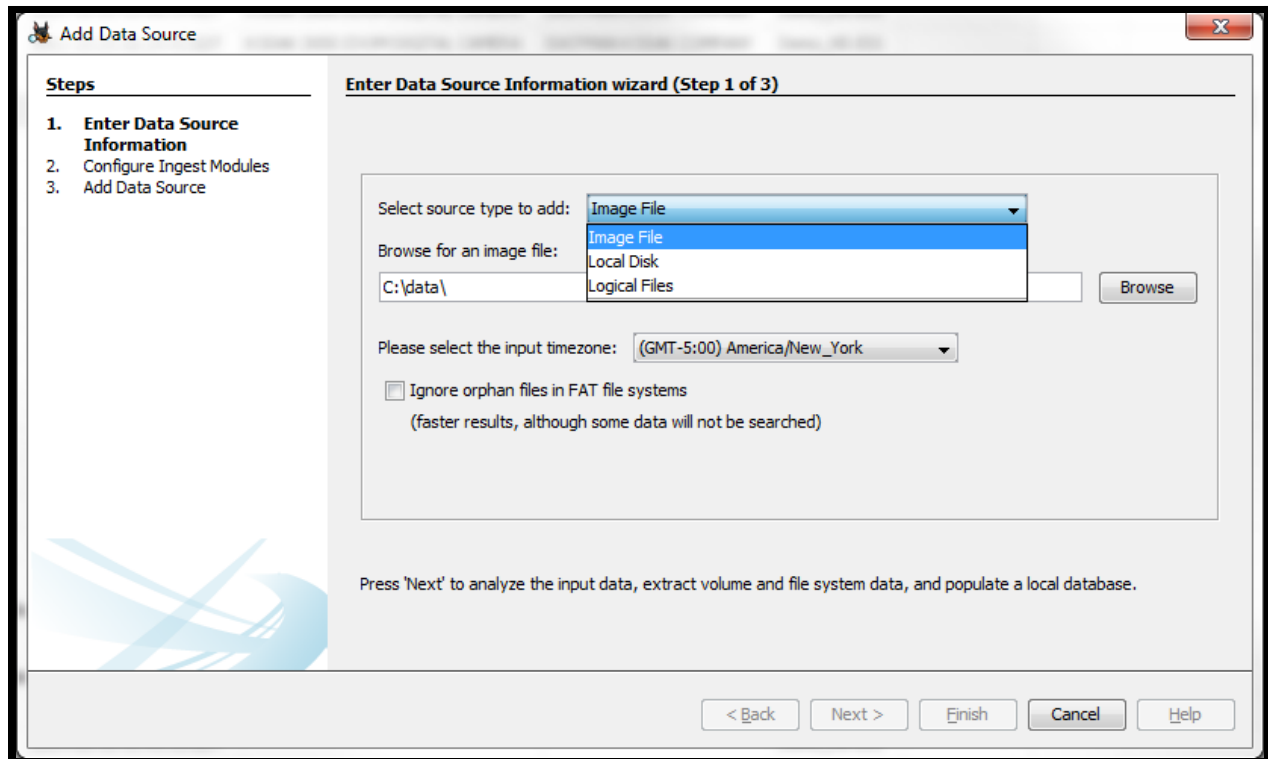 Add Data Source
Steps
1. Enter Data Source
Information
2. Configure Ingest Modules
3. Add Data Source
Enter Data Source Information wizard (Step 1 of 3)
Select source type to add: Image File
Image File
Browse for an image file:
Local Disk
Logical Files
C:\data\
Browse
Please select the input timezone: (GMT-5:00) America/New_York
Ignore orphan files in FAT file systems
(faster results, although some data will not be searched)
Press 'Next' to analyze the input data, extract volume and file system data, and populate a local database.
< Back Next > Finish Cancel Help